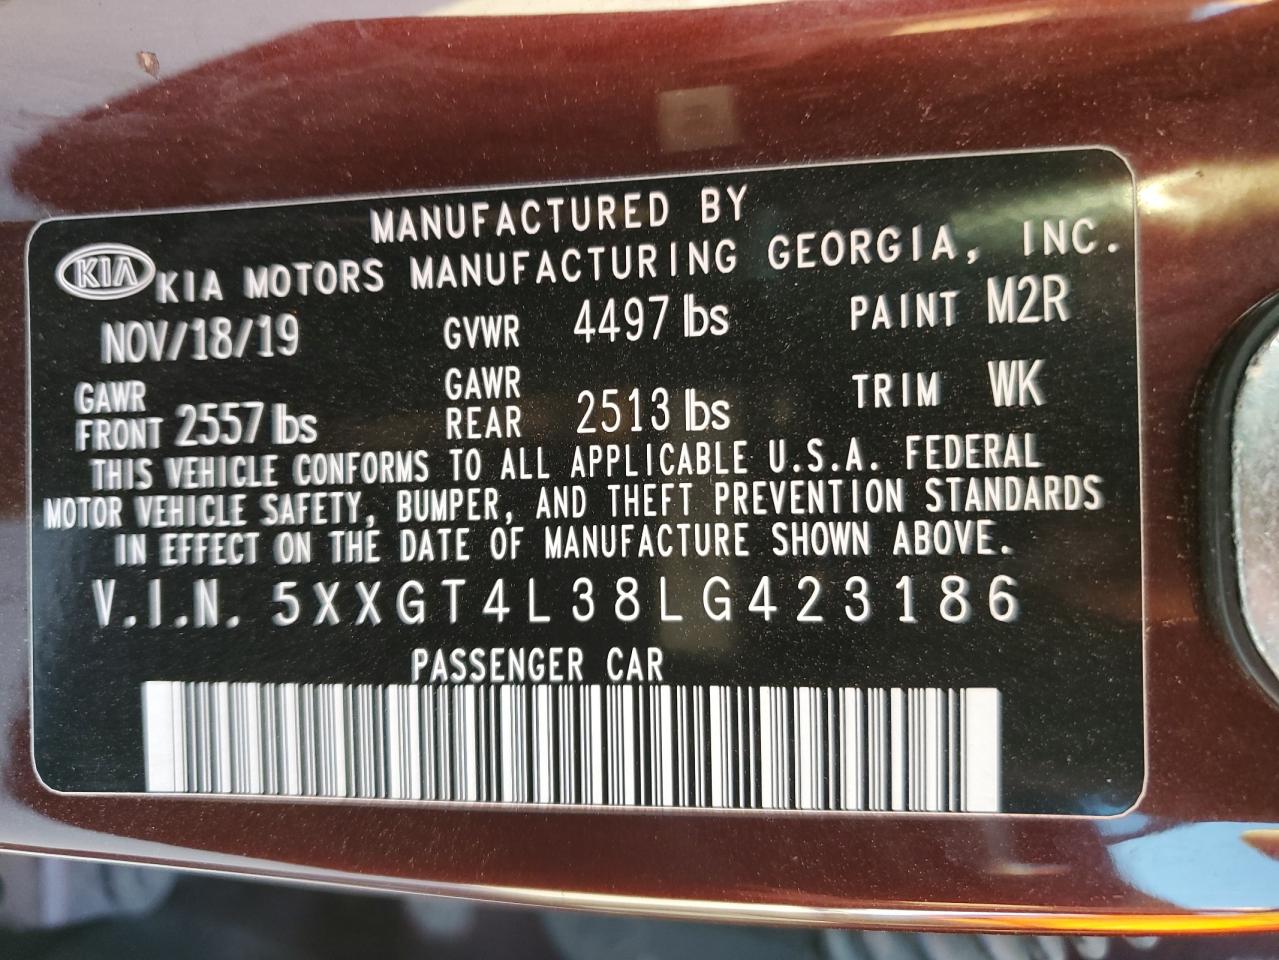 MANUFACTURED BY
KIA KIA MOTORS MANUFACTURING GEORGIA, INC.
NOV/18/19 GVWR 4497 lbs PAINT M2R
GAWR FRONT 2557 lbs GAWR REAR 2513 lbs TRIM WK
THIS VEHICLE CONFORMS TO ALL APPLICABLE U.S.A. FEDERAL
MOTOR VEHICLE SAFETY, BUMPER, AND THEFT PREVENTION STANDARDS
IN EFFECT ON THE DATE OF MANUFACTURE SHOWN ABOVE.
V.I.N. 5XXGT4L38LG423186
PASSENGER CAR